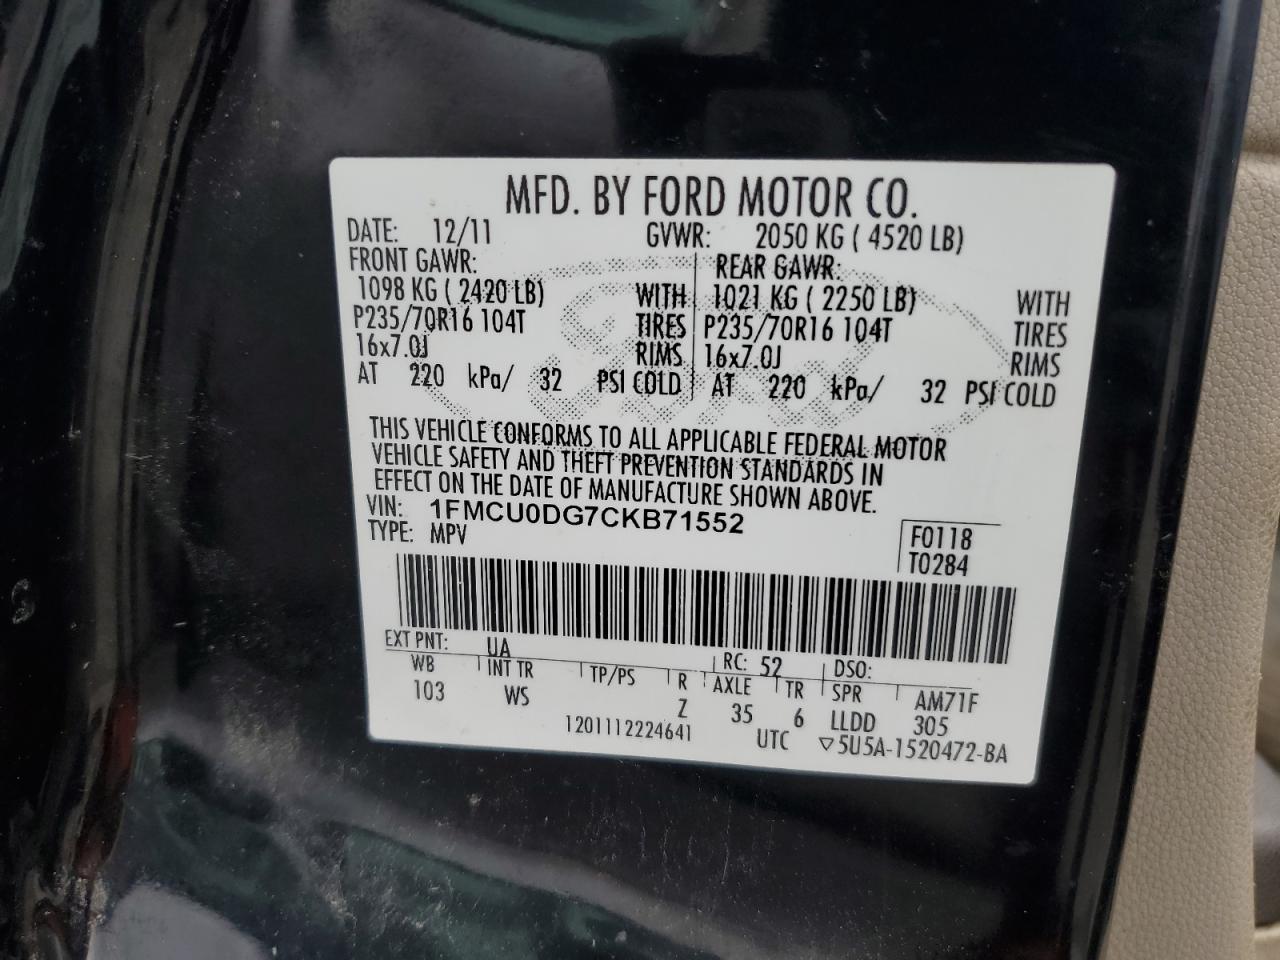 MFD. BY FORD MOTOR CO.
DATE: 12/11 GVWR: 2050 KG ( 4520 LB)
FRONT GAWR: REAR GAWR:
1098 KG ( 2420 LB) WITH 1021 KG ( 2250 LB) WITH
P235/70R16 104T TIRES P235/70R16 104T TIRES
16x7.0J RIMS 16x7.0J RIMS
AT 220 kPa/ 32 PSI COLD AT 220 kPa/ 32 PSI COLD
THIS VEHICLE CONFORMS TO ALL APPLICABLE FEDERAL MOTOR
VEHICLE SAFETY AND THEFT PREVENTION STANDARDS IN
EFFECT ON THE DATE OF MANUFACTURE SHOWN ABOVE.
VIN: 1FMCU0DG7CKB71552
TYPE: MPV
F0118
T0284
EXT PNT: UA RC: 52 DSO:
WB INT TR TP/PS R AXLE TR SPR AM71F
103 WS Z 35 6 LLDD 305
1201112224641 UTC ▽5U5A-1520472-BA